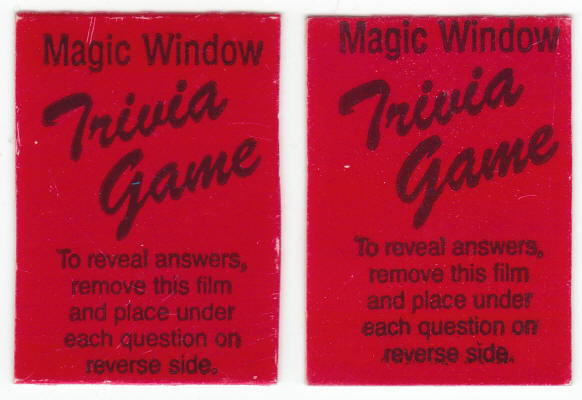 Magic Window
Trivia
Game
To reveal answers,
remove this film
and place under
each question on
reverse side.
Magic Window
Trivia
Game
To reveal answers,
remove this film
and place under
each question on
reverse side.